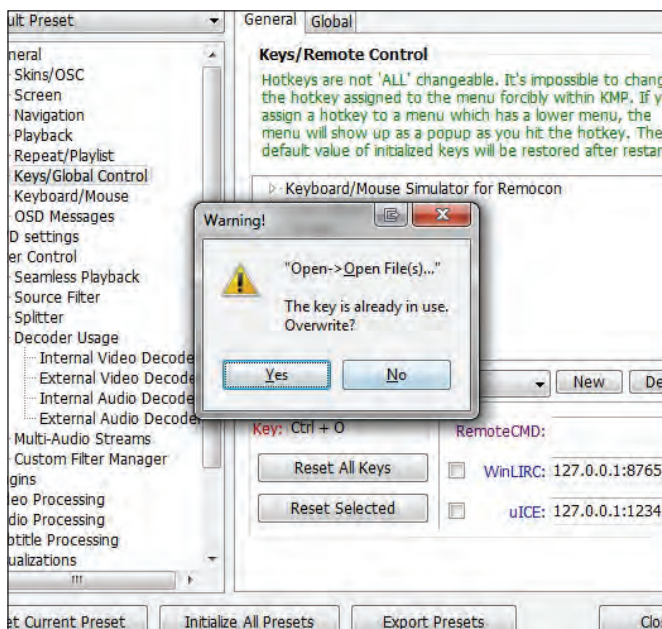 ult Preset
neral
Skins/OSC
Screen
Navigation
Playback
Repeat/Playlist
Keys/Global Control
Keyboard/Mouse
OSD Messages
D settings
er Control
Seamless Playback
Source Filter
Splitter
Decoder Usage
Internal Video Decode
External Video Decode
Internal Audio Decod
External Audio Decode
Multi-Audio Streams
Custom Filter Manager
gins
deo Processing
dio Processing
btitle Processing
ualizations
General Global
Keys/Remote Control
Hotkeys are not 'ALL' changeable. It's impossible to chang
the hotkey assigned to the menu forcibly within KMP. If y
assign a hotkey to a menu which has a lower menu, the
menu will show up as a popup as you hit the hotkey. The
default value of initialized keys will be restored after restar
Keyboard/Mouse Simulator for Remocon
Warning!
"Open->Open File(s)..."
The key is already in use.
Overwrite?
Yes No
New De
Key: Ctrl + O RemoteCMD:
Reset All Keys WinLIRC: 127.0.0.1:8765
Reset Selected uICE: 127.0.0.1:1234
et Current Preset Initialize All Presets Export Presets Clo